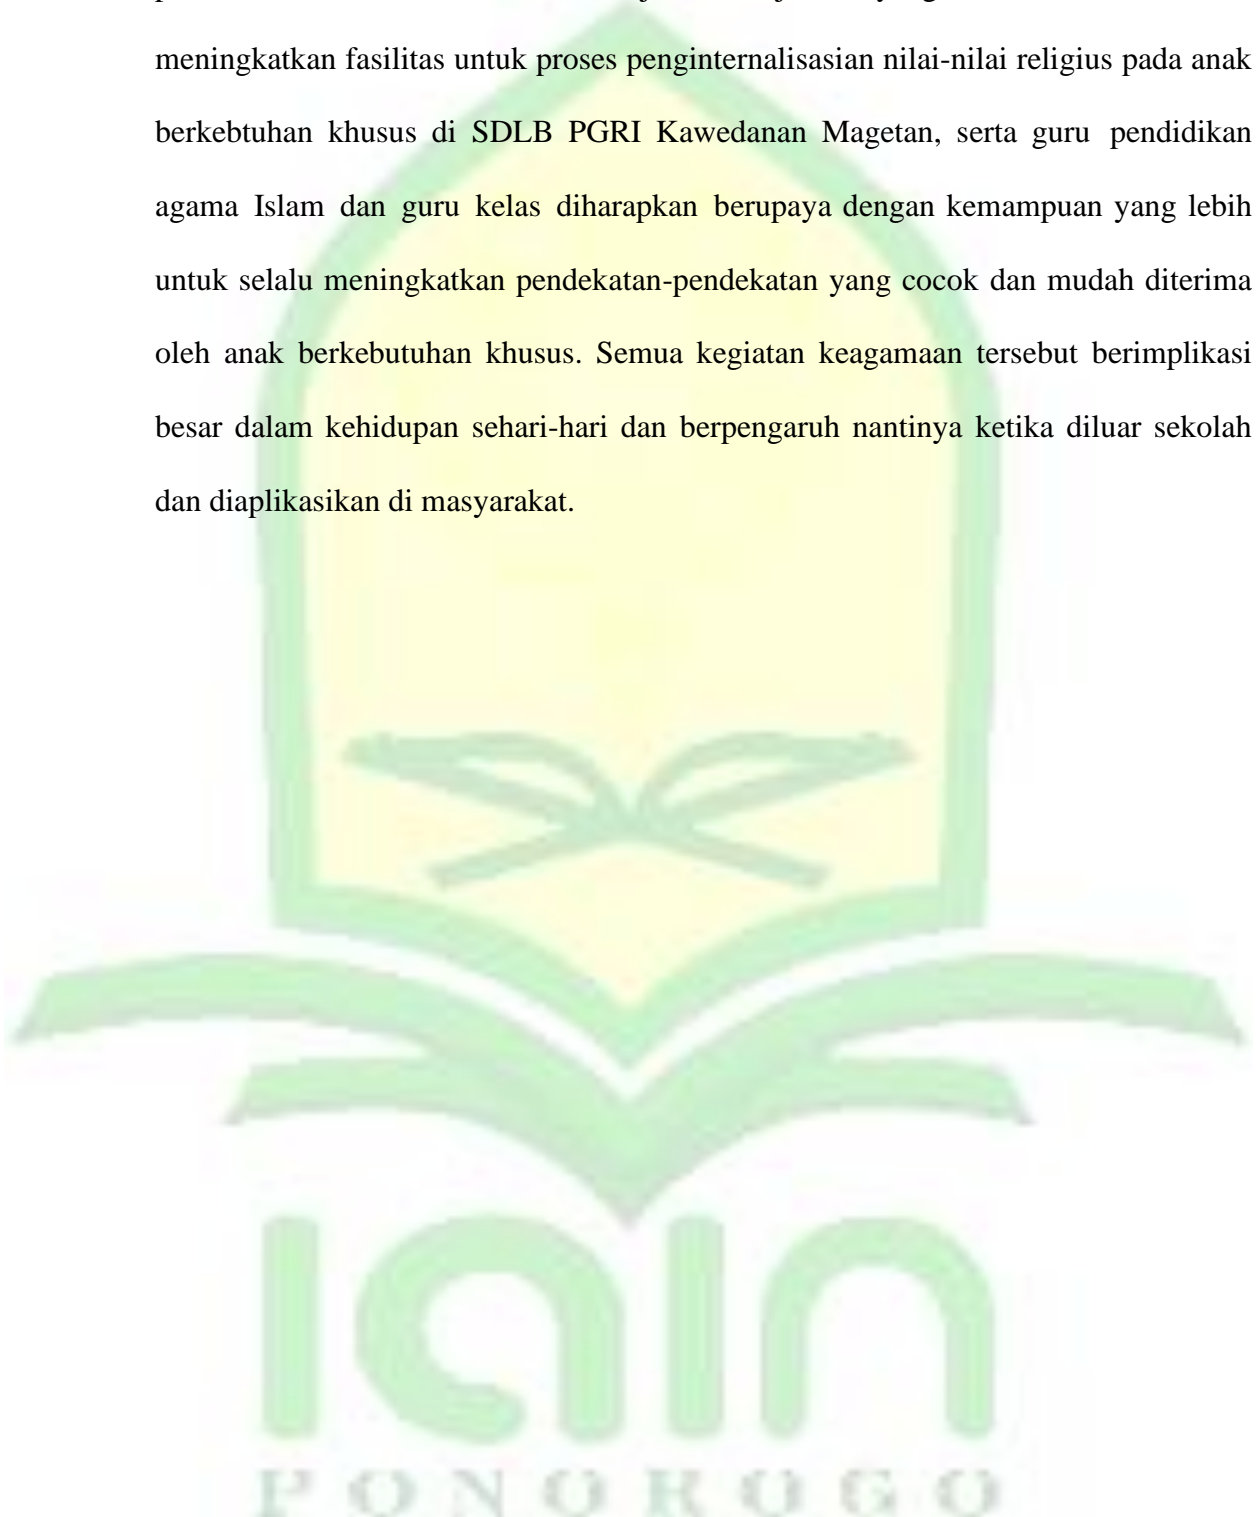 meningkatkan fasilitas untuk proses penginternalisasian nilai-nilai religius pada anak
berkebtuhan khusus di SDLB PGRI Kawedanan Magetan, serta guru pendidikan
agama Islam dan guru kelas diharapkan berupaya dengan kemampuan yang lebih
untuk selalu meningkatkan pendekatan-pendekatan yang cocok dan mudah diterima
oleh anak berkebutuhan khusus. Semua kegiatan keagamaan tersebut berimplikasi
besar dalam kehidupan sehari-hari dan berpengaruh nantinya ketika diluar sekolah
dan diaplikasikan di masyarakat.
iain
PONOROGO